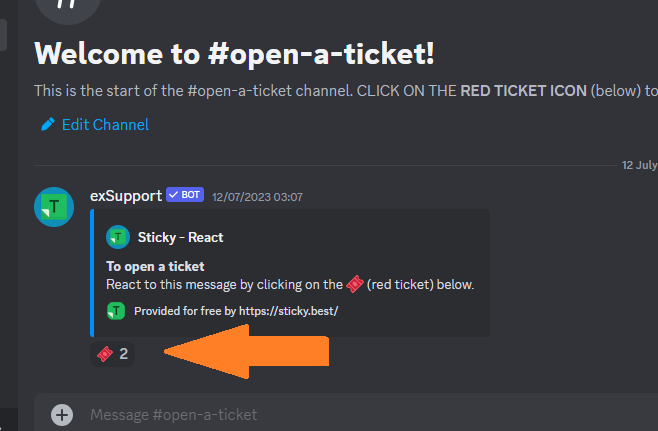 Welcome to #open-a-ticket!
This is the start of the #open-a-ticket channel. CLICK ON THE RED TICKET ICON (below) to
Edit Channel
12 July
exSupport BOT 12/07/2023 03:07
T
T Sticky - React
To open a ticket
React to this message by clicking on the (red ticket) below.
T Provided for free by https://sticky.best/
2
Message #open-a-ticket